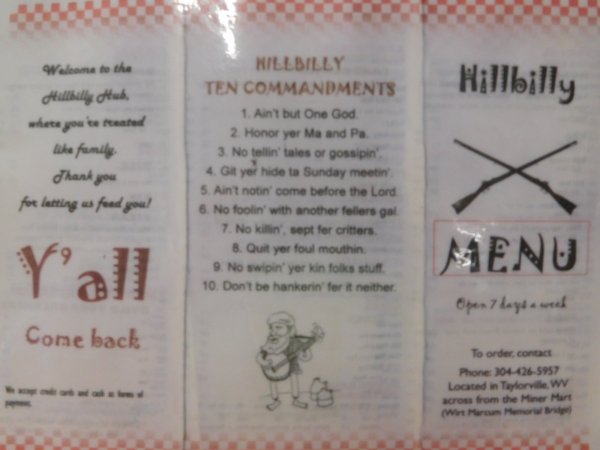 Welcome to the
Hillbilly Hub,
where you're treated
like family.
Thank you
for letting us feed you!
Y'all
Come back
We accept credit cards and cash as forms of
payment.
HILLBILLY
TEN COMMANDMENTS
1. Ain't but One God.
2. Honor yer Ma and Pa.
3. No tellin' tales or gossipin'.
4. Git yer hide ta Sunday meetin'.
5. Ain't notin' come before the Lord.
6. No foolin' with another fellers gal.
7. No killin', sept fer critters.
8. Quit yer foul mouthin.
9. No swipin' yer kin folks stuff.
10. Don't be hankerin' fer it neither.
Hillbilly
MENU
Open 7 days a week
To order, contact
Phone: 304-426-5957
Located in Taylorville, WV
across from the Miner Mart
(Wirt Marcum Memorial Bridge)